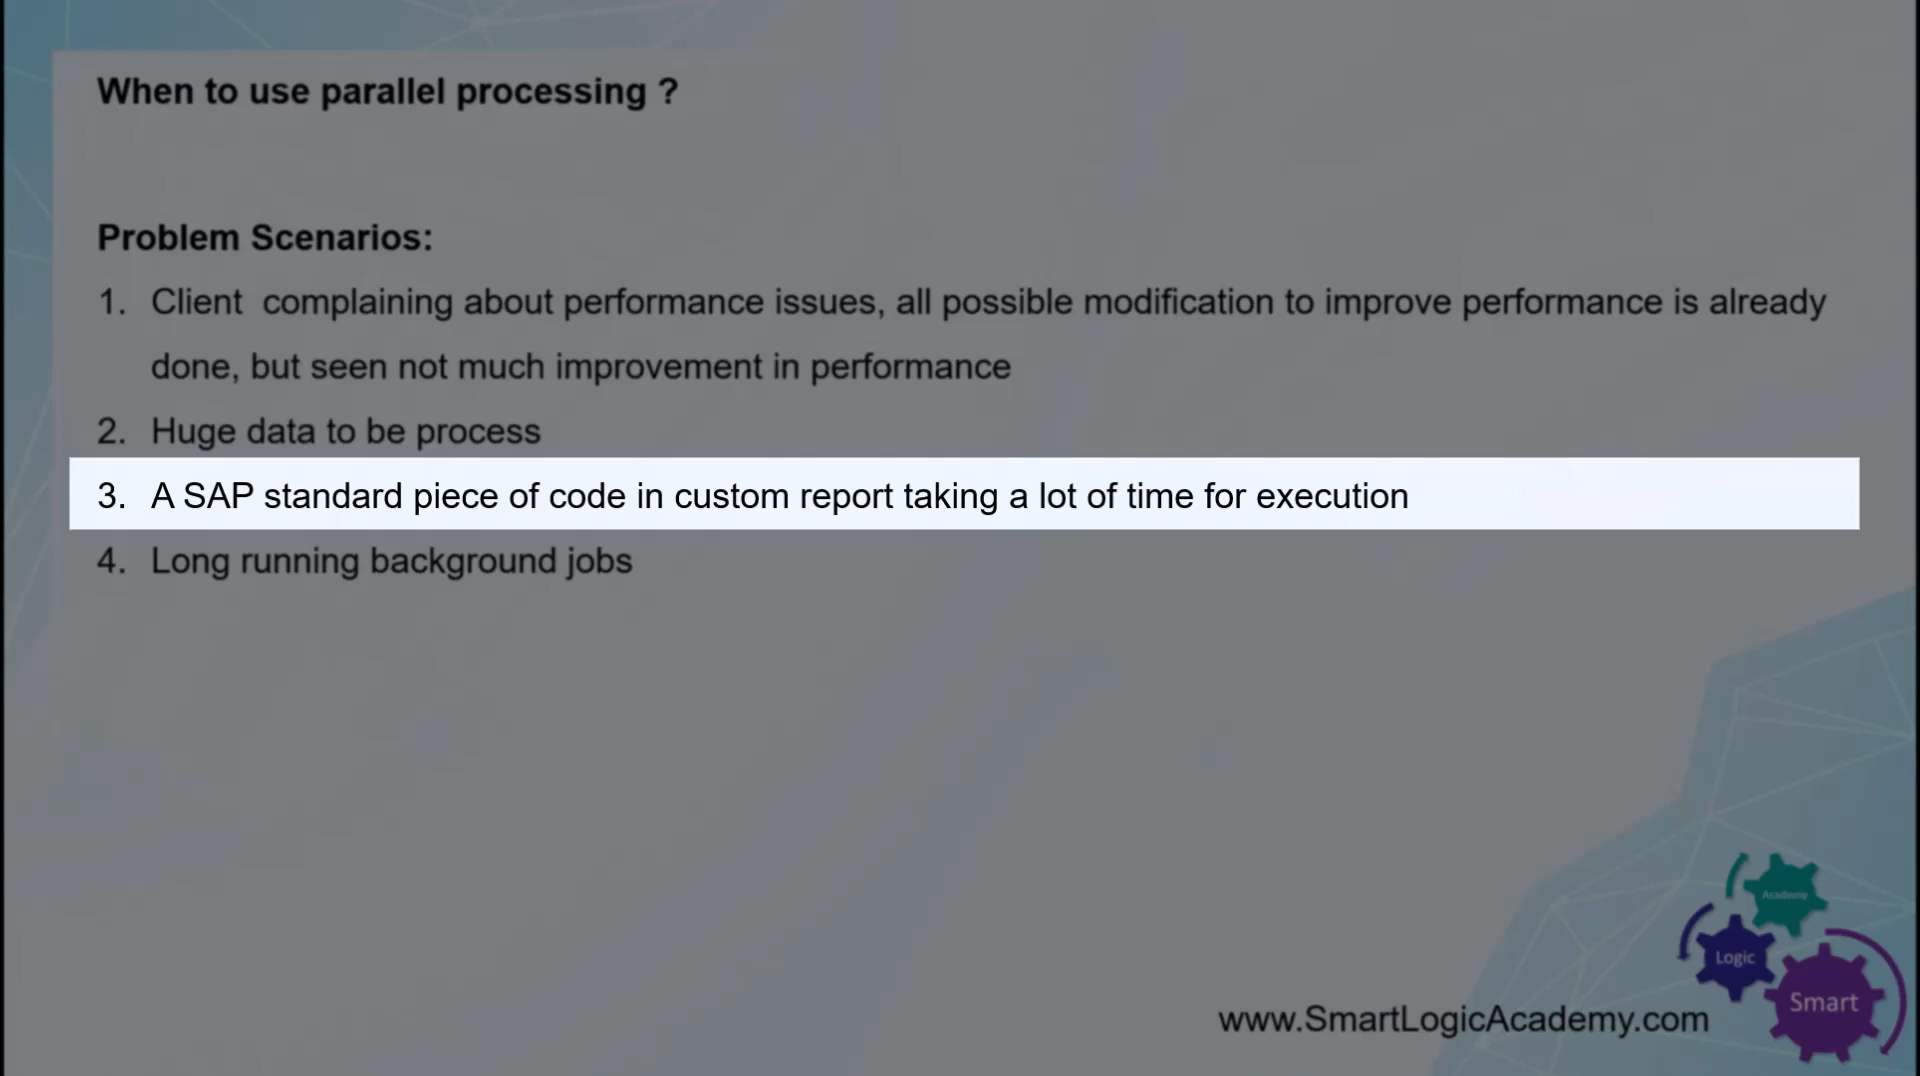 When to use parallel processing ?
Problem Scenarios:
1. Client complaining about performance issues, all possible modification to improve performance is already
done, but seen not much improvement in performance
2. Huge data to be process
3. A SAP standard piece of code in custom report taking a lot of time for execution
4. Long running background jobs
Academy
Logic
Smart
www.SmartLogicAcademy.com